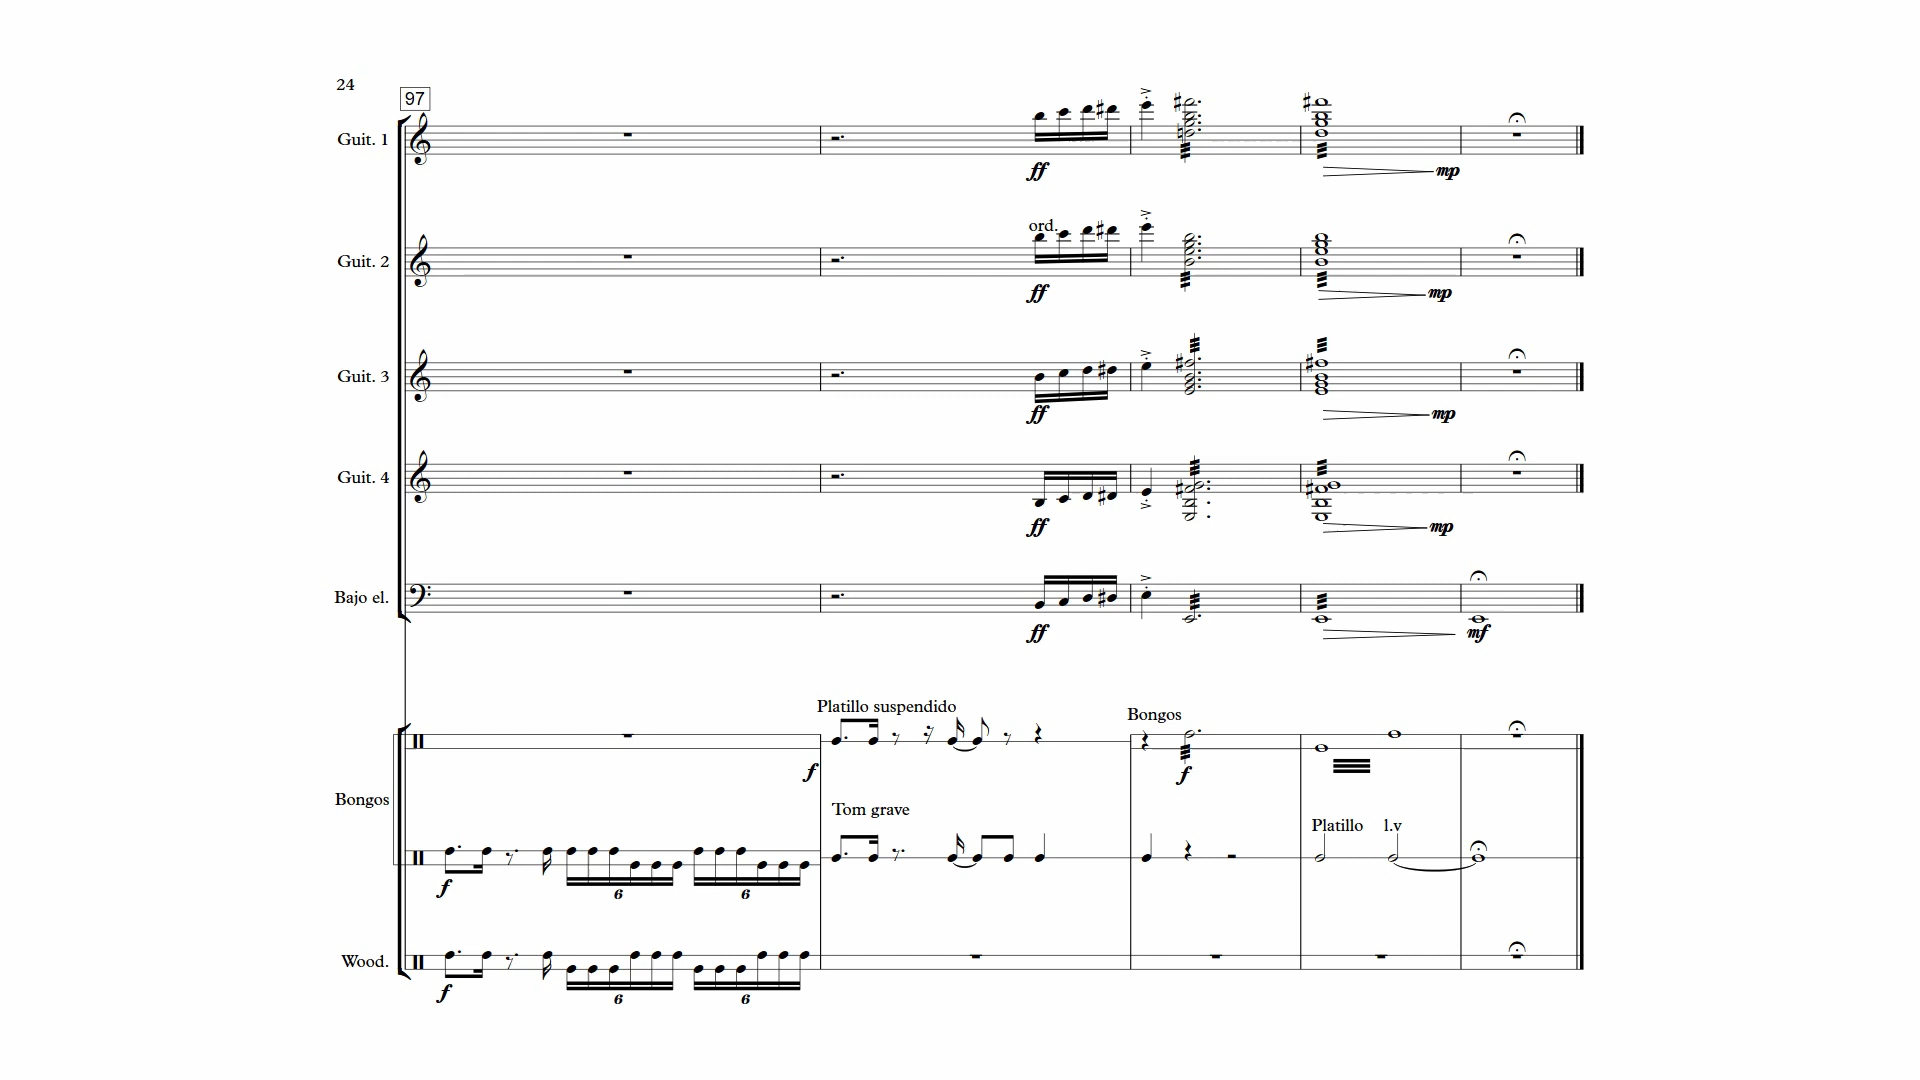 24
97
Guit. 1
ff
mp
ord.
Guit. 2
ff
mp
Guit. 3
ff
mp
Guit. 4
ff
mp
Bajo el.
ff
mf
Platillo suspendido
Bongos
f
f
Bongos
Tom grave
Platillo l.v
f
6 6
Wood.
f
6 6